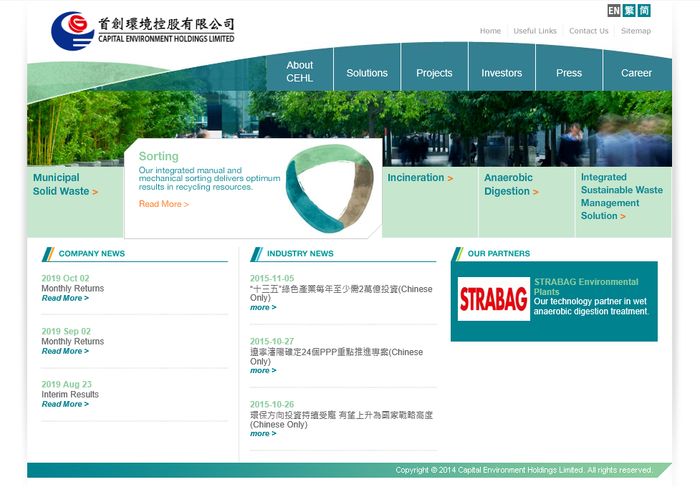 EN 繁 简
首創環境控股有限公司
CAPITAL ENVIRONMENT HOLDINGS LIMITED
Home
Useful Links
Contact Us
Sitemap
About
CEHL
Solutions
Projects
Investors
Press
Career
Municipal
Solid Waste >
Sorting
Our integrated manual and
mechanical sorting delivers optimum
results in recycling resources.
Read More >
Incineration >
Anaerobic
Digestion >
Integrated
Sustainable Waste
Management
Solution >
COMPANY NEWS
2019 Oct 02
Monthly Returns
Read More >
2019 Sep 02
Monthly Returns
Read More >
2019 Aug 23
Interim Results
Read More >
INDUSTRY NEWS
2015-11-05
"十三五"綠色產業每年至少需2萬億投資(Chinese
Only)
more >
2015-10-27
遼寧瀋陽確定24個PPP重點推進專案(Chinese
Only)
more >
2015-10-26
環保方向投資持續受寵 有望上升為國家戰略高度
(Chinese Only)
more >
OUR PARTNERS
STRABAG
STRABAG Environmental
Plants
Our technology partner in wet
anaerobic digestion treatment.
Copyright © 2014 Capital Environment Holdings Limited. All rights reserved.